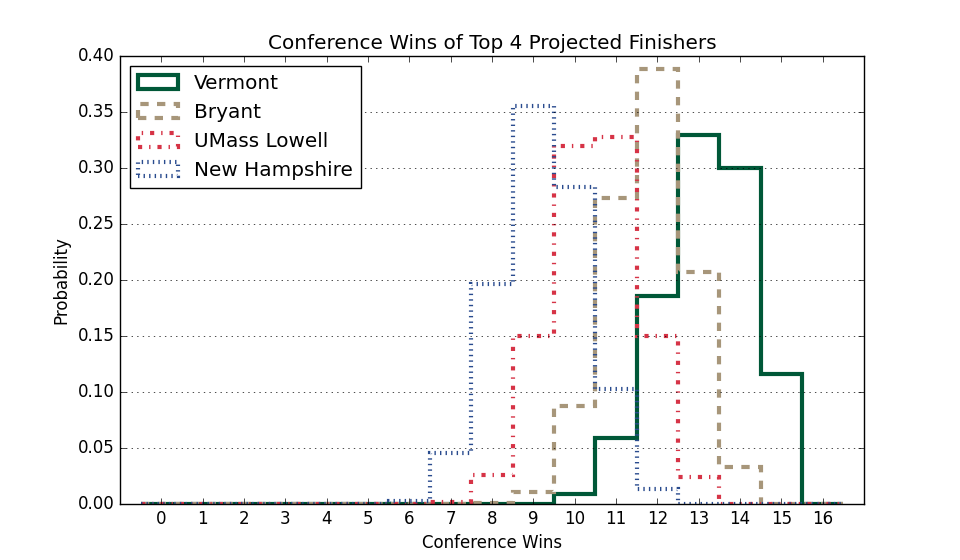 Conference Wins of Top 4 Projected Finishers
0.40
0.35
0.30
0.25
0.20
0.15
0.10
0.05
0.00
Probability
Vermont
Bryant
UMass Lowell
New Hampshire
0 1 2 3 4 5 6 7 8 9 10 11 12 13 14 15 16
Conference Wins